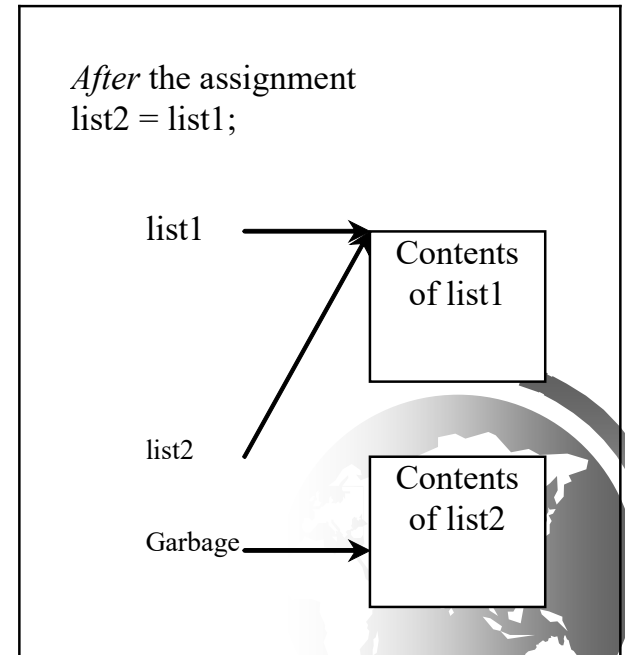 After the assignment
list2 = list1;
list1
Contents
of list1
list2
Contents
of list2
Garbage